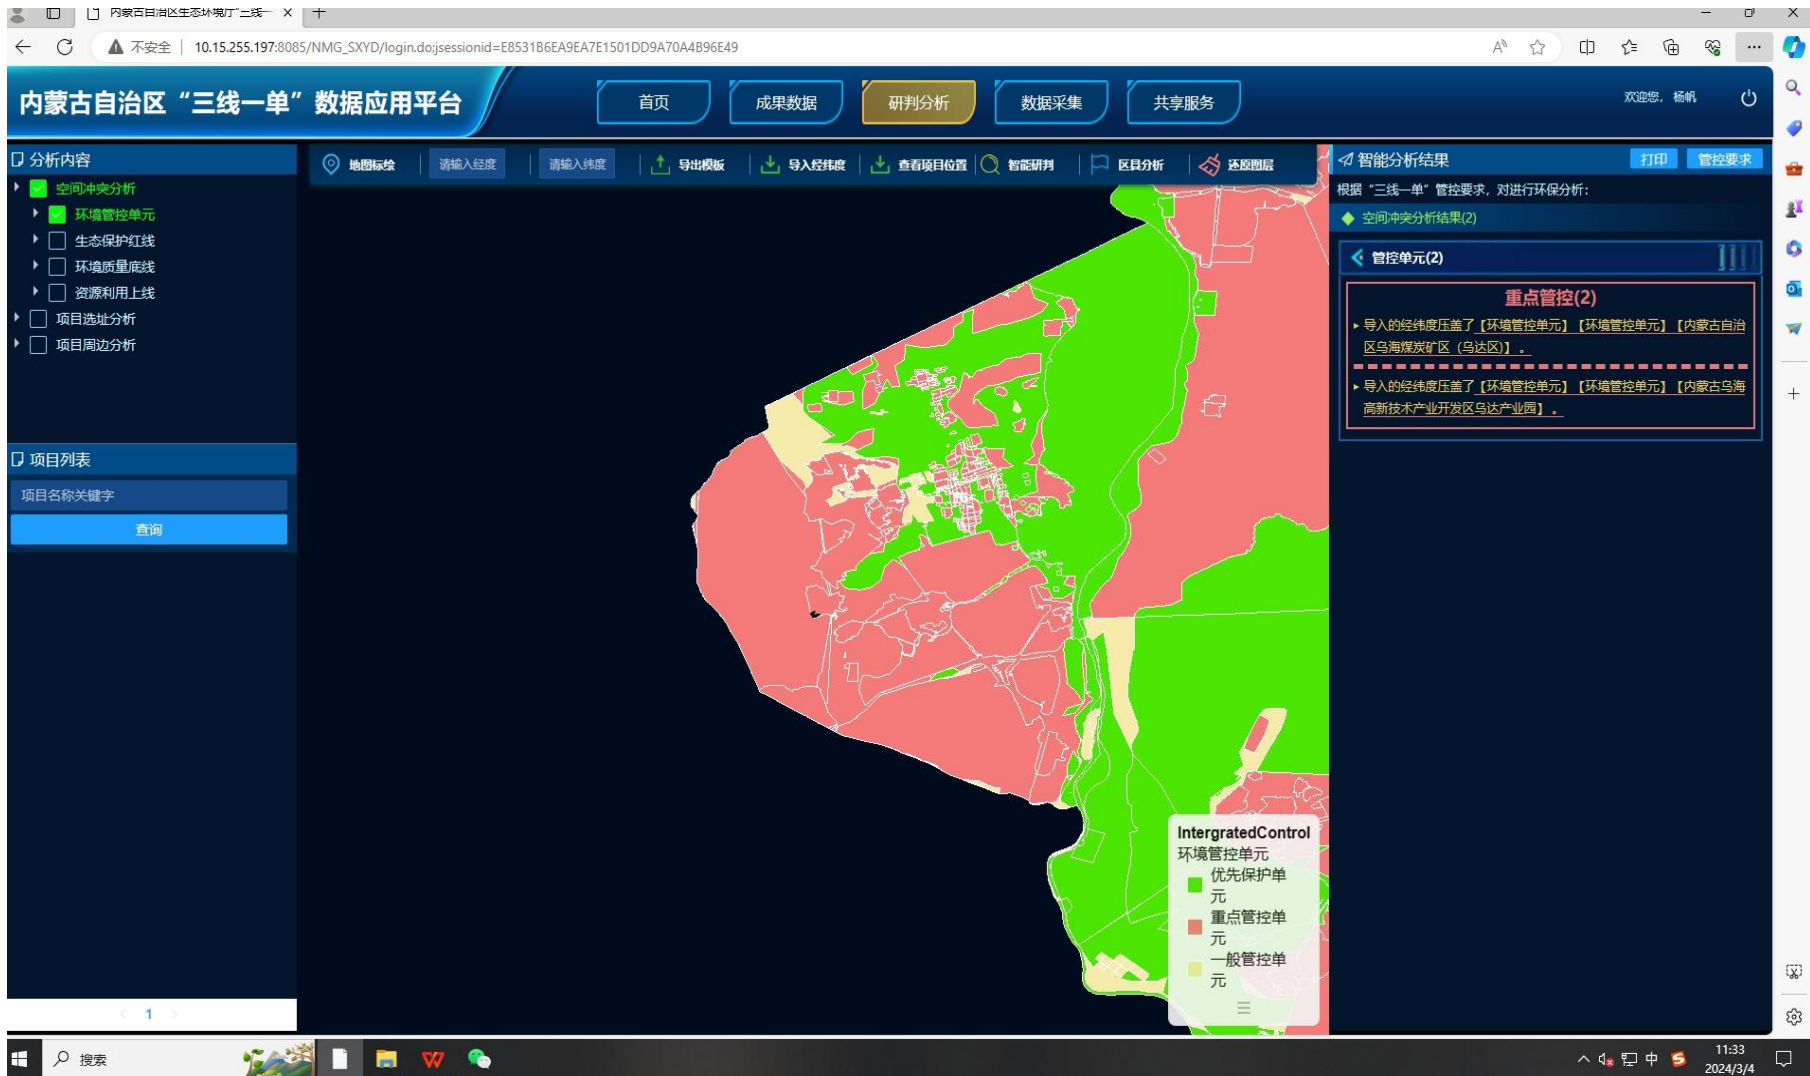 内蒙古自治区生态环境厅“三线一
不安全
10.15.255.197:8085/NMG_SXYD/login.do;jsessionid=E8531B6EA9EA7E1501DD9A70A4B96E49
内蒙古自治区“三线一单”数据应用平台
首页
成果数据
研判分析
数据采集
共享服务
欢迎您，杨帆
分析内容
空间冲突分析
环境管控单元
生态保护红线
环境质量底线
资源利用上线
项目选址分析
项目周边分析
项目列表
项目名称关键字
查询
1
地图标绘
请输入经度
请输入纬度
导出模板
导入经纬度
查看项目位置
智能研判
区县分析
还原图层
IntergratedControl
环境管控单元
优先保护单
元
重点管控单
元
一般管控单
元
智能分析结果
打印
管控要求
根据“三线一单”管控要求，对进行环保分析：
空间冲突分析结果(2)
管控单元(2)
重点管控(2)
导入的经纬度压盖了【环境管控单元】【环境管控单元】【内蒙古自治
区乌海煤炭矿区（乌达区)】。
导入的经纬度压盖了【环境管控单元】【环境管控单元】【内蒙古乌海
高新技术产业开发区乌达产业园】。
搜索
中
11:33
2024/3/4